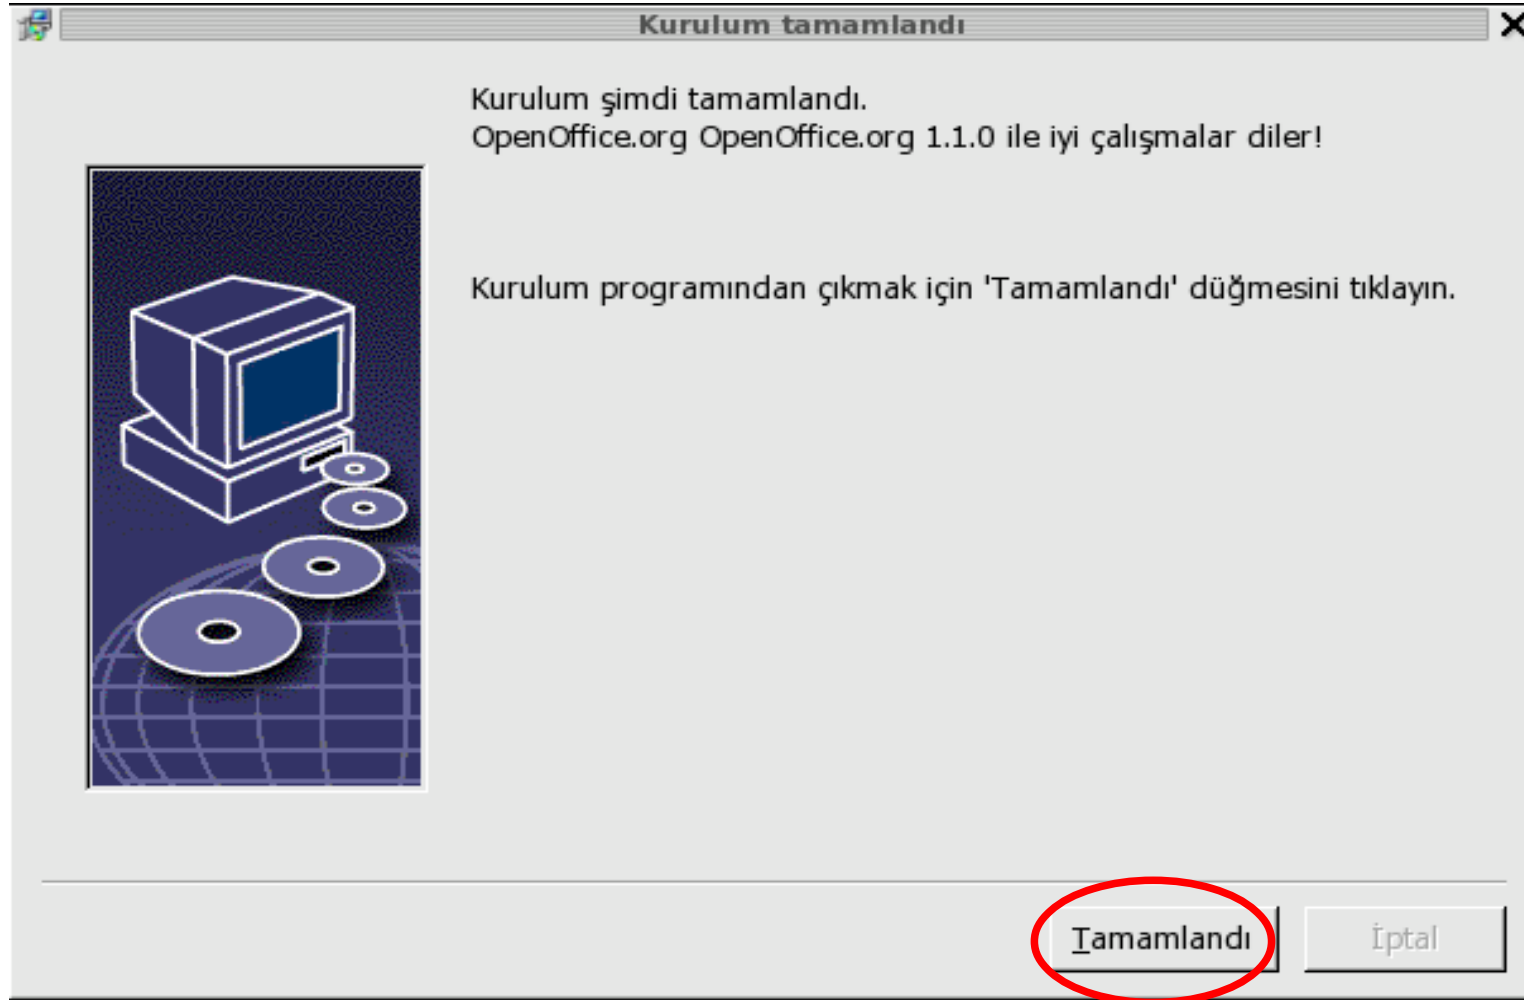 Kurulum tamamlandı
Kurulum şimdi tamamlandı.
OpenOffice.org OpenOffice.org 1.1.0 ile iyi çalışmalar diler!
Kurulum programından çıkmak için 'Tamamlandı' düğmesini tıklayın.
Tamamlandı
İptal